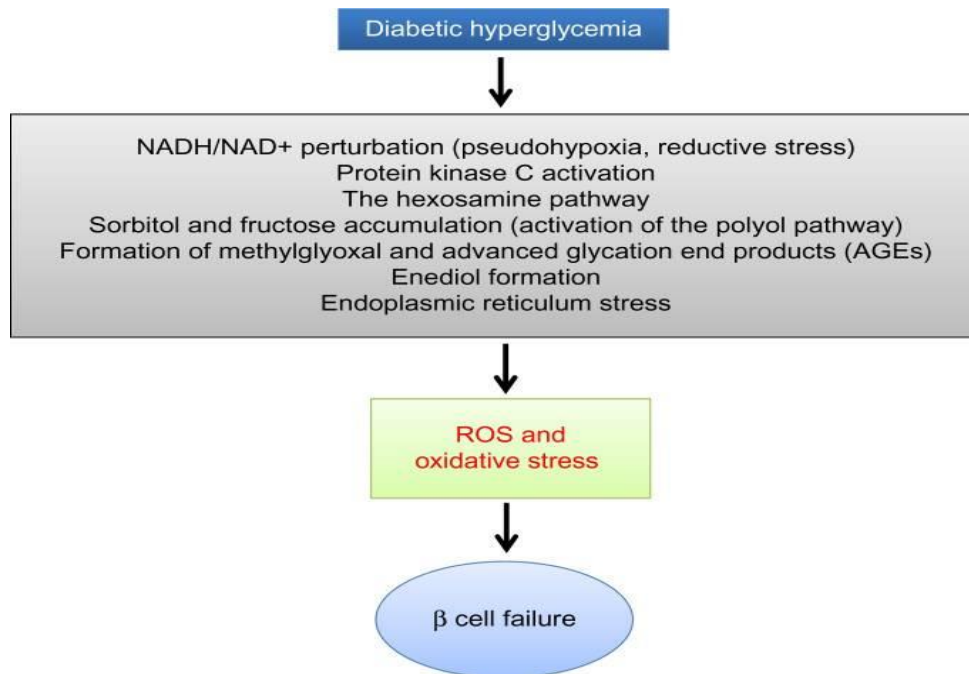 Diabetic hyperglycemia
NADH/NAD+ perturbation (pseudohypoxia, reductive stress)
Protein kinase C activation
The hexosamine pathway
Sorbitol and fructose accumulation (activation of the polyol pathway)
Formation of methylglyoxal and advanced glycation end products (AGEs)
Enediol formation
Endoplasmic reticulum stress
ROS and
oxidative stress
β cell failure